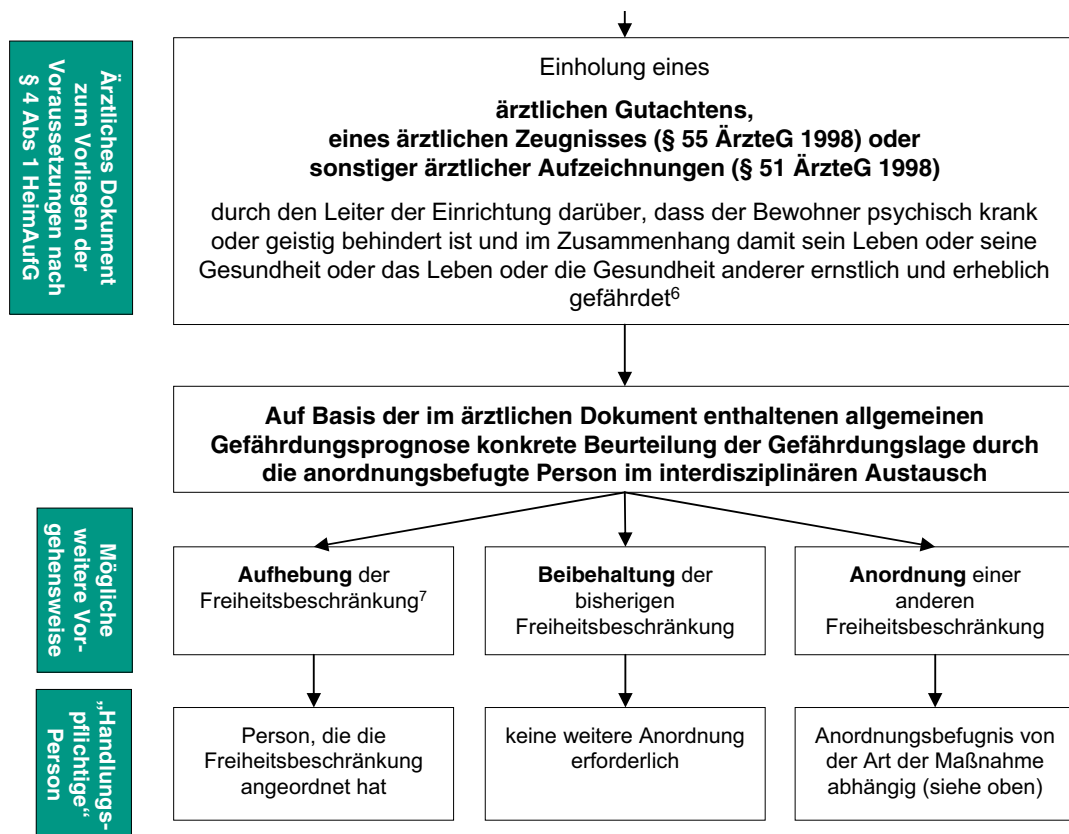 Ärztliches Dokument
zum Vorliegen der
Voraussetzungen nach
§ 4 Abs 1 HeimAufG
Einholung eines
ärztlichen Gutachtens,
eines ärztlichen Zeugnisses (§ 55 ÄrzteG 1998) oder
sonstiger ärztlicher Aufzeichnungen (§ 51 ÄrzteG 1998)
durch den Leiter der Einrichtung darüber, dass der Bewohner psychisch krank
oder geistig behindert ist und im Zusammenhang damit sein Leben oder seine
Gesundheit oder das Leben oder die Gesundheit anderer ernstlich und erheblich
gefährdet⁶
Auf Basis der im ärztlichen Dokument enthaltenen allgemeinen
Gefährdungsprognose konkrete Beurteilung der Gefährdungslage durch
die anordnungsbefugte Person im interdisziplinären Austausch
Mögliche
weitere Vor-
gehensweise
Aufhebung der
Freiheitsbeschränkung⁷
Beibehaltung der
bisherigen
Freiheitsbeschränkung
Anordnung einer
anderen
Freiheitsbeschränkung
„Handlungs-
pflichtige“
Person
Person, die die
Freiheitsbeschränkung
angeordnet hat
keine weitere Anordnung
erforderlich
Anordnungsbefugnis von
der Art der Maßnahme
abhängig (siehe oben)